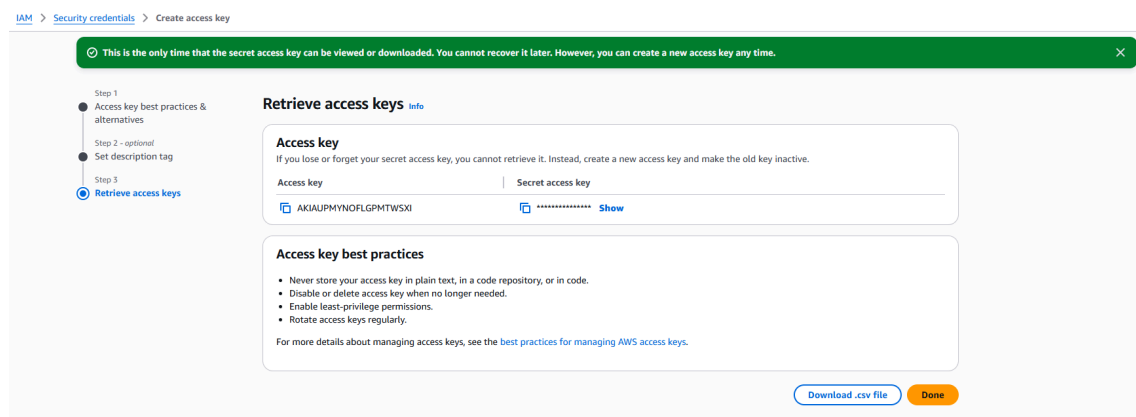 IAM > Security credentials > Create access key
This is the only time that the secret access key can be viewed or downloaded. You cannot recover it later. However, you can create a new access key any time.
Step 1
Access key best practices &
alternatives
Step 2 - optional
Set description tag
Step 3
Retrieve access keys
Retrieve access keys Info
Access key
If you lose or forget your secret access key, you cannot retrieve it. Instead, create a new access key and make the old key inactive.
Access key Secret access key
AKIAUPMYNOFLGPMTWSXI *************** Show
Access key best practices
• Never store your access key in plain text, in a code repository, or in code.
• Disable or delete access key when no longer needed.
• Enable least-privilege permissions.
• Rotate access keys regularly.
For more details about managing access keys, see the best practices for managing AWS access keys.
Download .csv file Done